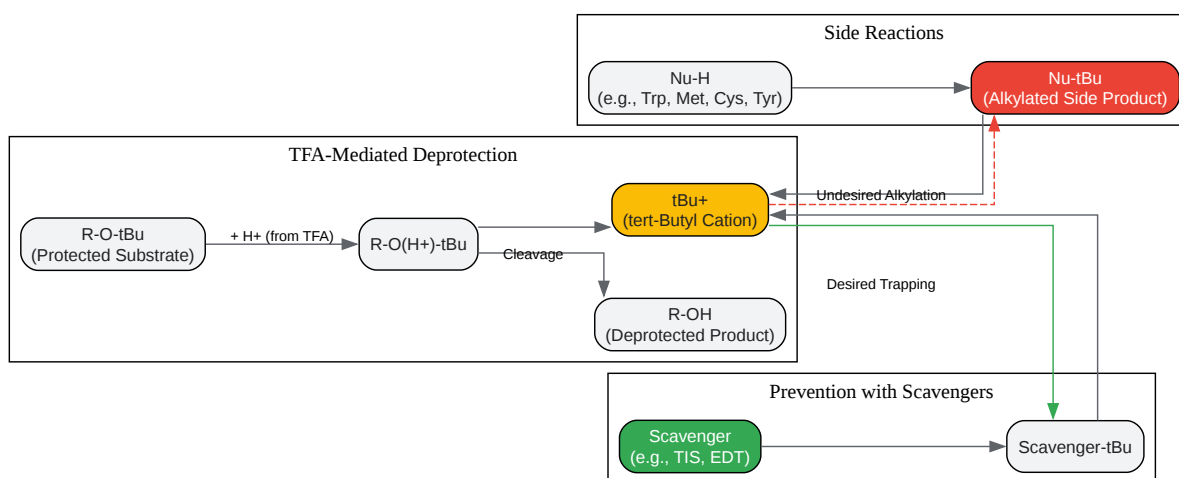 Side Reactions
Nu-H
(e.g., Trp, Met, Cys, Tyr)
Nu-tBu
(Alkylated Side Product)
TFA-Mediated Deprotection
R-O-tBu
(Protected Substrate)
+ H+ (from TFA)
R-O(H+)-tBu
Cleavage
tBu+
(tert-Butyl Cation)
Undesired Alkylation
R-OH
(Deprotected Product)
Desired Trapping
Prevention with Scavengers
Scavenger
(e.g., TIS, EDT)
Scavenger-tBu